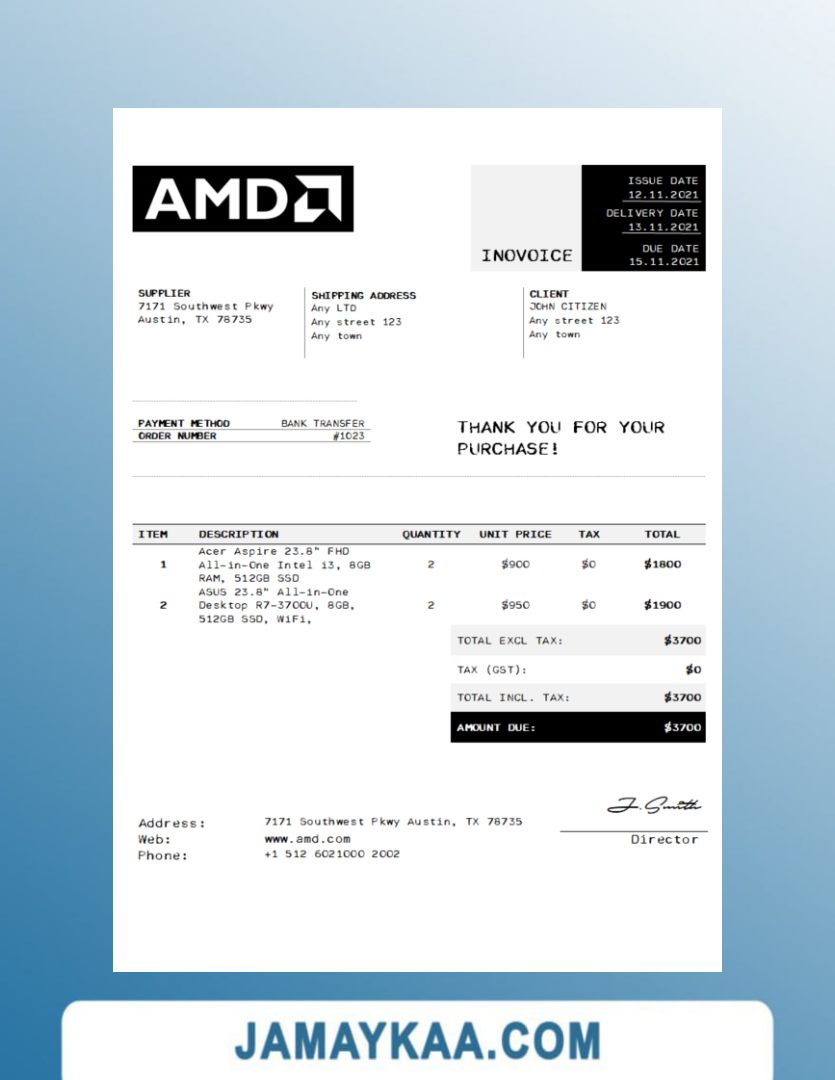 AMD
ISSUE DATE
12.11.2021
DELIVERY DATE
13.11.2021
DUE DATE
15.11.2021
INOVOICE
SUPPLIER
7171 Southwest Pkwy
Austin, TX 78735
SHIPPING ADDRESS
Any LTD
Any street 123
Any town
CLIENT
JOHN CITIZEN
Any street 123
Any town
PAYMENT METHOD BANK TRANSFER
ORDER NUMBER #1023
THANK YOU FOR YOUR
PURCHASE!
ITEM DESCRIPTION QUANTITY UNIT PRICE TAX TOTAL
Acer Aspire 23.8" FHD
1 All-in-One Intel i3, 8GB 2 $900 $0 $1800
RAM, 512GB SSD
ASUS 23.8" All-in-One
2 Desktop R7-3700U, 8GB, 2 $950 $0 $1900
512GB SSD, WiFi,
TOTAL EXCL TAX: $3700
TAX (GST): $0
TOTAL INCL. TAX: $3700
AMOUNT DUE: $3700
J. Smith
Director
Address: 7171 Southwest Pkwy Austin, TX 78735
Web: www.amd.com
Phone: +1 512 6021000 2002
JAMAYKAA.COM